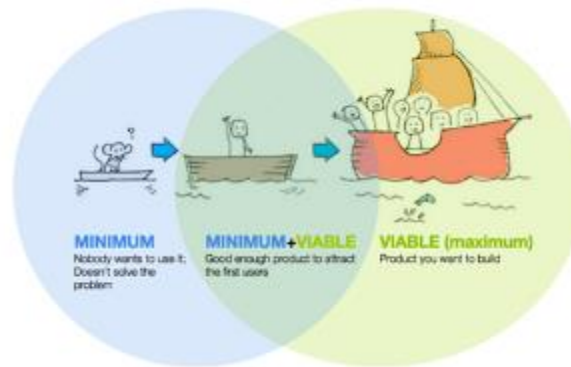 ?
MINIMUM
Nobody wants to use it;
Doesn't solve the
problem
MINIMUM+VIABLE
Good enough product to attract
the first users
VIABLE (maximum)
Product you want to build